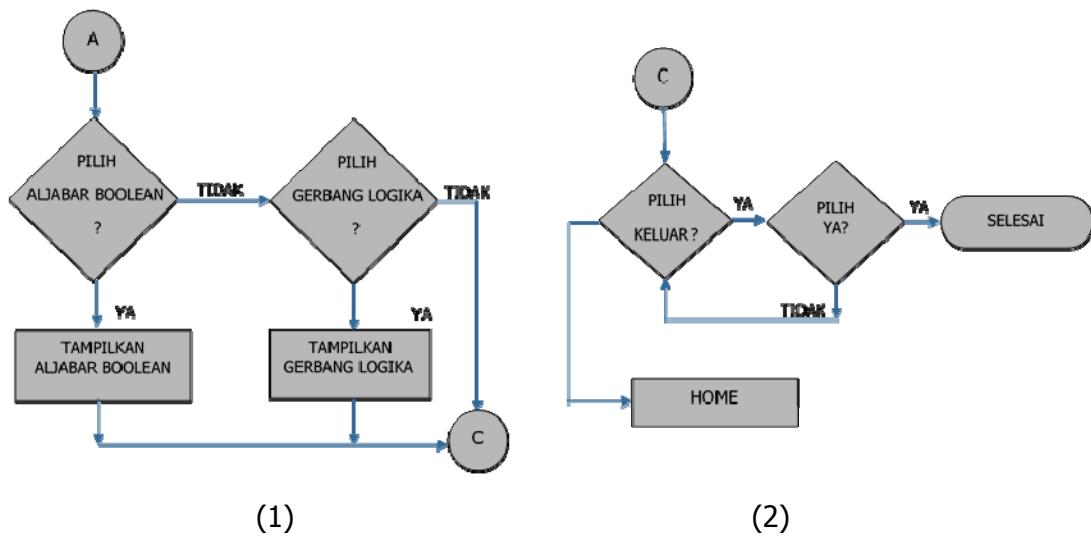 A
PILIH
ALJABAR BOOLEAN
?
TIDAK
PILIH
GERBANG LOGIKA
?
TIDAK
YA
YA
TAMPILKAN
ALJABAR BOOLEAN
TAMPILKAN
GERBANG LOGIKA
C
(1)
C
PILIH
KELUAR?
YA
PILIH
YA?
YA
SELESAI
TIDAK
HOME
(2)